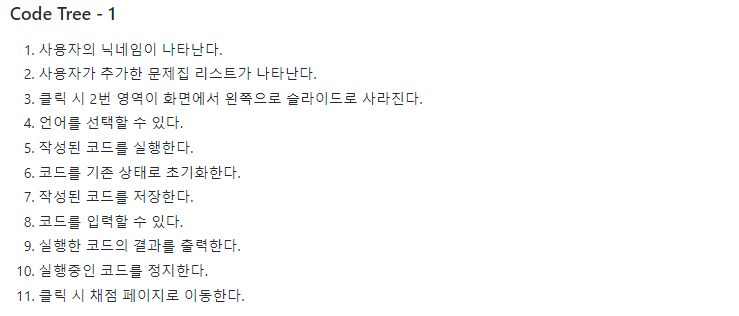 Code Tree - 1
1. 사용자의 닉네임이 나타난다.
2. 사용자가 추가한 문제집 리스트가 나타난다.
3. 클릭 시 2번 영역이 화면에서 왼쪽으로 슬라이드로 사라진다.
4. 언어를 선택할 수 있다.
5. 작성된 코드를 실행한다.
6. 코드를 기존 상태로 초기화한다.
7. 작성된 코드를 저장한다.
8. 코드를 입력할 수 있다.
9. 실행한 코드의 결과를 출력한다.
10. 실행중인 코드를 정지한다.
11. 클릭 시 채점 페이지로 이동한다.